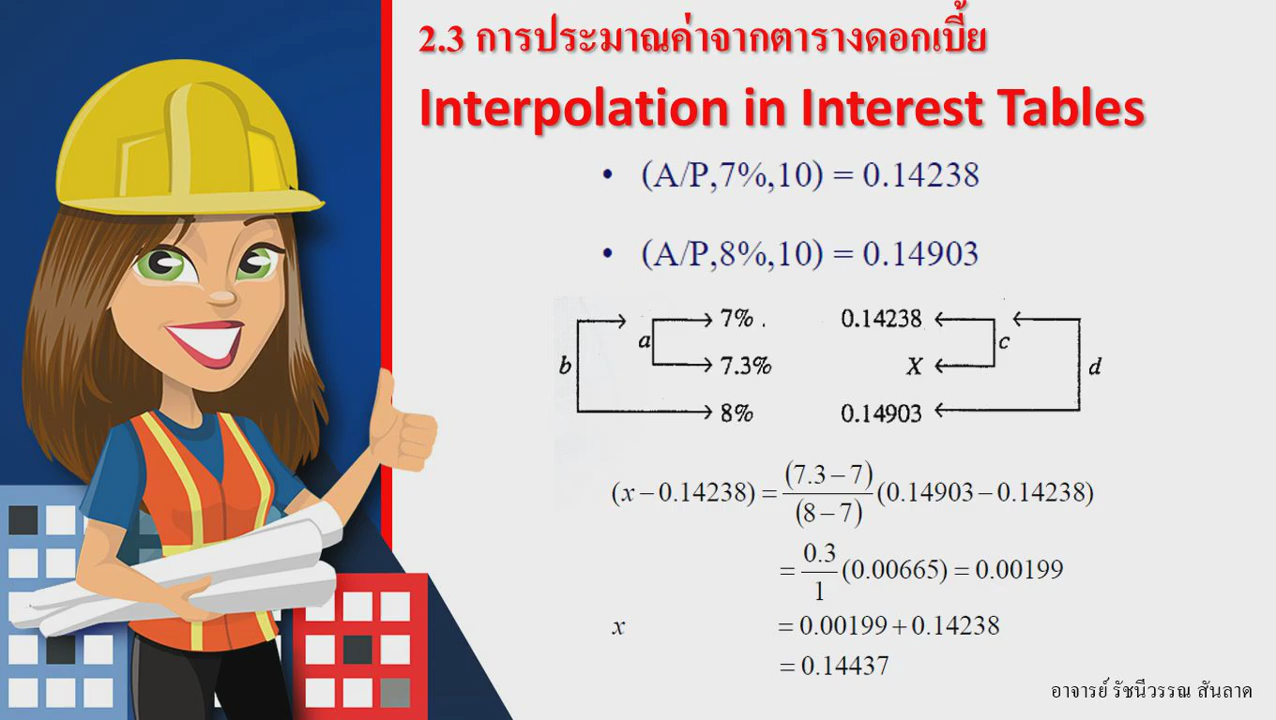 2.3 การประมาณค่าจากตารางดอกเบี้ย
Interpolation in Interest Tables
• (A/P,7%,10) = 0.14238
• (A/P,8%,10) = 0.14903
7% . 0.14238
a c
b 7.3% X d
8% 0.14903
(x − 0.14238) = (7.3 − 7)/(8 − 7) (0.14903 − 0.14238)
= 0.3/1 (0.00665) = 0.00199
x = 0.00199 + 0.14238
= 0.14437
อาจารย์ รัชนีวรรณ สันลาด